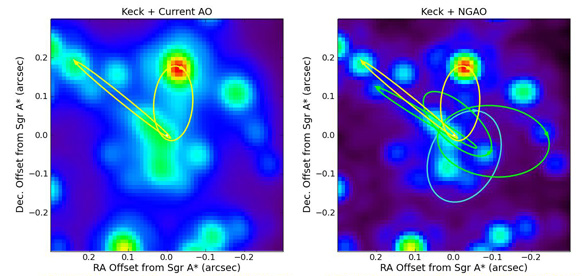 Keck + Current AO
Keck + NGAO
Dec. Offset from Sgr A* (arcsec)
0.2
0.1
0.0
−0.1
−0.2
0.2 0.1 0.0 −0.1 −0.2
RA Offset from Sgr A* (arcsec)
Dec. Offset from Sgr A* (arcsec)
0.2
0.1
0.0
−0.1
−0.2
0.2 0.1 0.0 −0.1 −0.2
RA Offset from Sgr A* (arcsec)